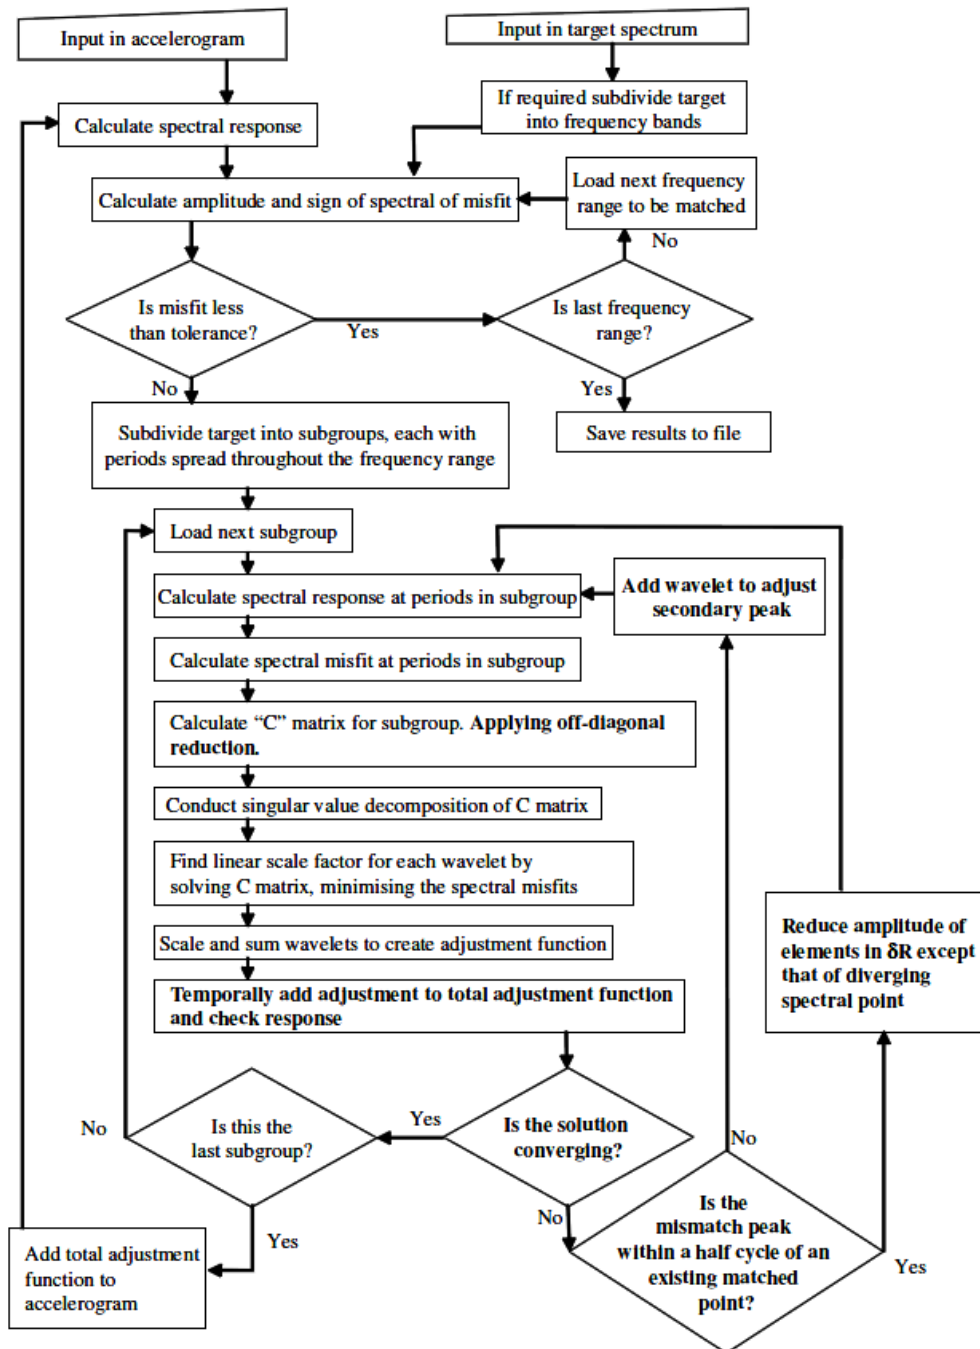 Input in accelerogram
Input in target spectrum
If required subdivide target
into frequency bands
Calculate spectral response
Calculate amplitude and sign of spectral of misfit
Load next frequency
range to be matched
No
Is misfit less
than tolerance?
Yes
Is last frequency
range?
No
Yes
Subdivide target into subgroups, each with
periods spread throughout the frequency range
Save results to file
Load next subgroup
Calculate spectral response at periods in subgroup
Add wavelet to adjust
secondary peak
Calculate spectral misfit at periods in subgroup
Calculate “C” matrix for subgroup. Applying off-diagonal
reduction.
Conduct singular value decomposition of C matrix
Find linear scale factor for each wavelet by
solving C matrix, minimising the spectral misfits
Scale and sum wavelets to create adjustment function
Reduce amplitude of
elements in δR except
that of diverging
spectral point
Temporally add adjustment to total adjustment function
and check response
No
Is this the
last subgroup?
Yes
Is the solution
converging?
No
No
Is the
mismatch peak
within a half cycle of an
existing matched
point?
Yes
Yes
Add total adjustment
function to
accelerogram